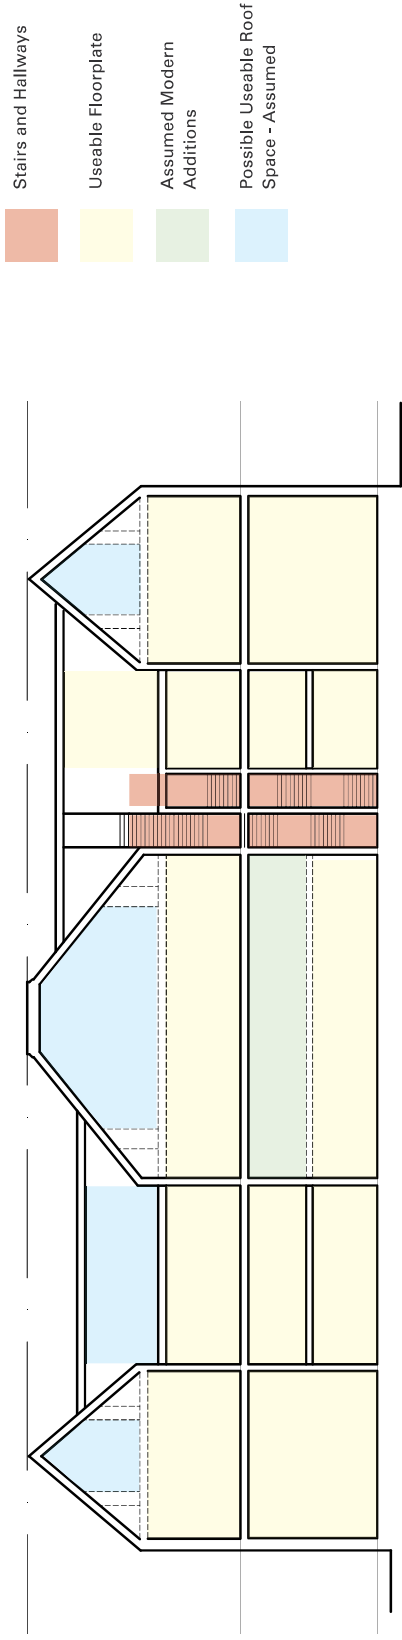 Stairs and Hallways
Useable Floorplate
Assumed Modern
Additions
Possible Useable Roof
Space - Assumed